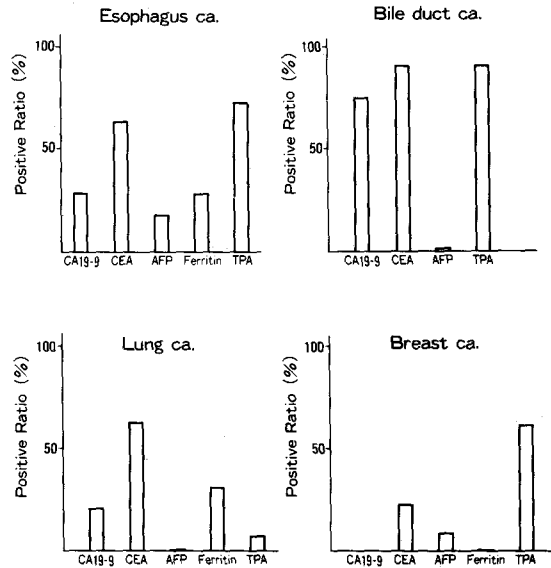 Esophagus ca.
100
50
Positive Ratio (%)
CA19-9 CEA AFP Ferritin TPA
Bile duct ca.
100
50
Positive Ratio (%)
CA19-9 CEA AFP TPA
Lung ca.
100
50
Positive Ratio (%)
CA19-9 CEA AFP Ferritin TPA
Breast ca.
100
50
Positive Ratio (%)
CA19-9 CEA AFP Ferritin TPA